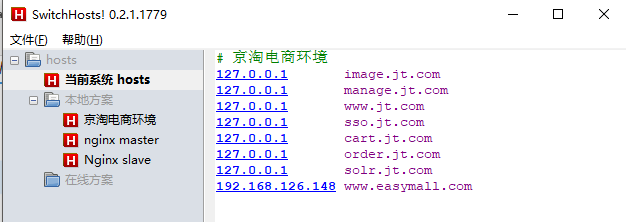 SwitchHosts! 0.2.1.1779
文件(F) 帮助(H)
hosts
当前系统 hosts
本地方案
京淘电商环境
nginx master
Nginx slave
在线方案
# 京淘电商环境
127.0.0.1 image.jt.com
127.0.0.1 manage.jt.com
127.0.0.1 www.jt.com
127.0.0.1 sso.jt.com
127.0.0.1 cart.jt.com
127.0.0.1 order.jt.com
127.0.0.1 solr.jt.com
192.168.126.148 www.easymall.com